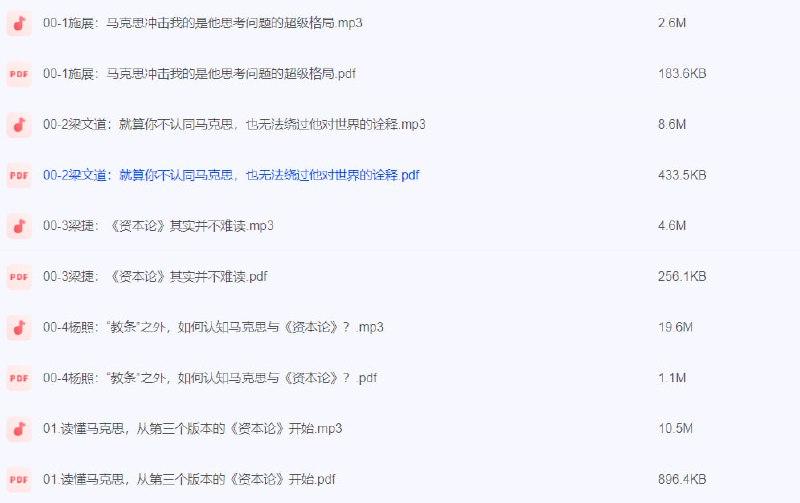 00-1施展：马克思冲击我的是他思考问题的超级格局.mp3 2.6M
PDF 00-1施展：马克思冲击我的是他思考问题的超级格局.pdf 183.6KB
00-2梁文道：就算你不认同马克思，也无法绕过他对世界的诠释.mp3 8.6M
PDF 00-2梁文道：就算你不认同马克思，也无法绕过他对世界的诠释.pdf 433.5KB
00-3梁捷：《资本论》其实并不难读.mp3 4.6M
PDF 00-3梁捷：《资本论》其实并不难读.pdf 256.1KB
00-4杨照：“教条”之外，如何认知马克思与《资本论》？.mp3 19.6M
PDF 00-4杨照：“教条”之外，如何认知马克思与《资本论》？.pdf 1.1M
01.读懂马克思，从第三个版本的《资本论》开始.mp3 10.5M
PDF 01.读懂马克思，从第三个版本的《资本论》开始.pdf 896.4KB